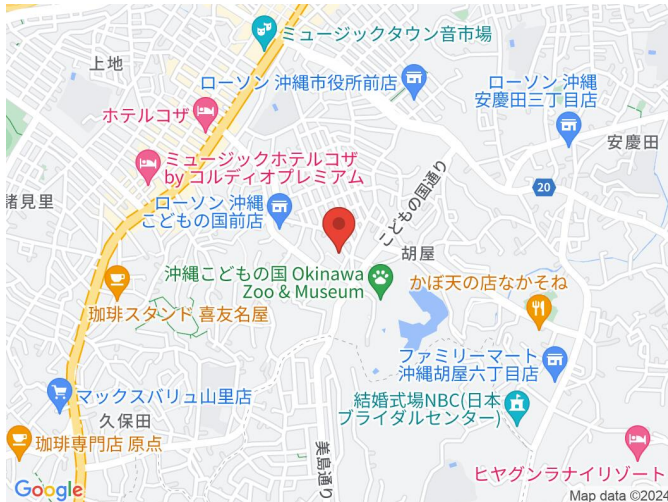 ミュージックタウン音市場
上地
ローソン 沖縄市役所前店
ローソン 沖縄
安慶田三丁目店
ホテルコザ
安慶田
ミュージックホテルコザ
by コルディオプレミアム
諸見里
20
ローソン 沖縄
こどもの国前店
こどもの国通り
胡屋
沖縄こどもの国 Okinawa
Zoo & Museum
かぼ天の店なかそね
珈琲スタンド 喜友名屋
ファミリーマート
沖縄胡屋六丁目店
マックスバリュ山里店
結婚式場NBC(日本
ブライダルセンター)
久保田
珈琲専門店 原点
美島通り
ヒヤグンラナイリゾート
Google
Map data ©2024